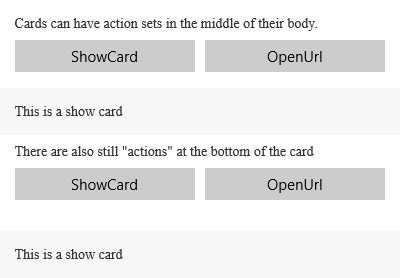 Cards can have action sets in the middle of their body.
ShowCard OpenUrl
This is a show card
There are also still "actions" at the bottom of the card
ShowCard OpenUrl
This is a show card